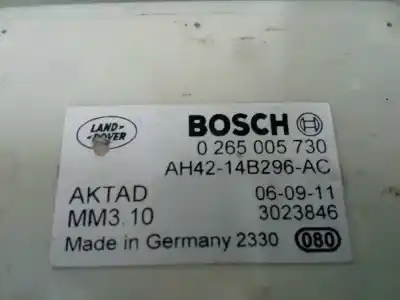 LAND-
ROVER
BOSCH
0 265 005 730
AH42-14B296-AC
AKTAD 06-09-11
MM3.10 3023846
Made in Germany 2330 080